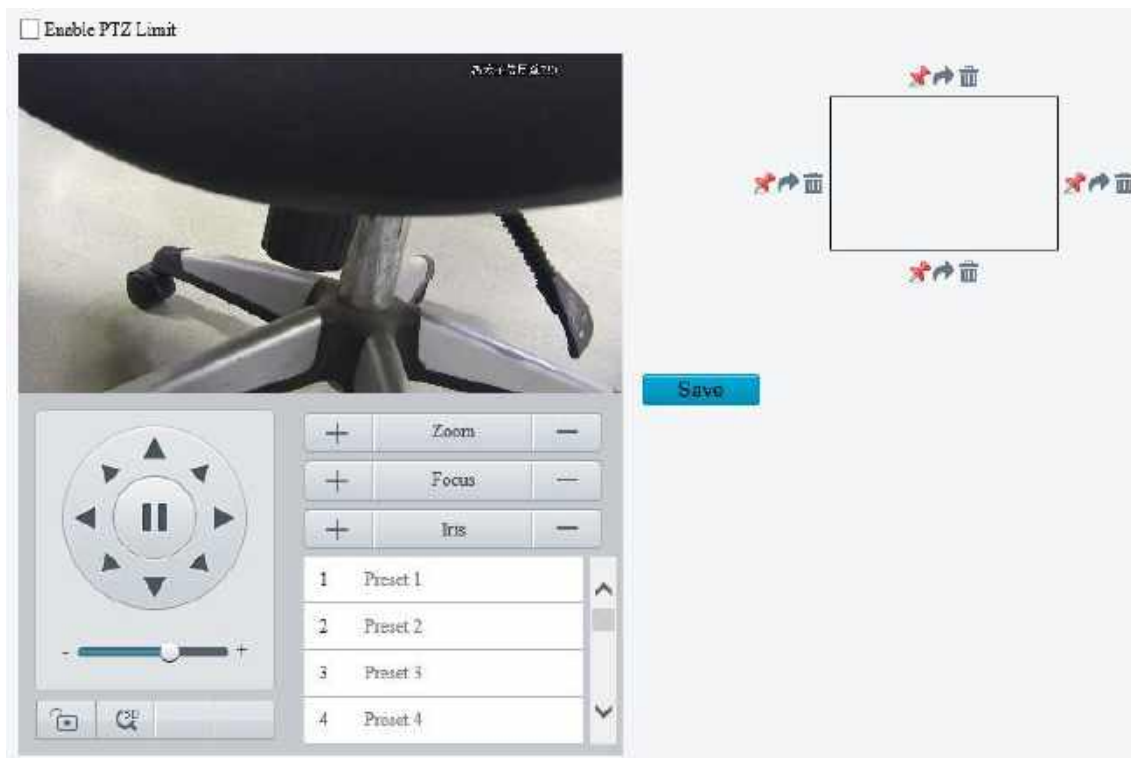 Enable PTZ Limit
Save
Zoom
Focus
Iris
1 Preset 1
2 Preset 2
3 Preset 3
4 Preset 4
- +
3D